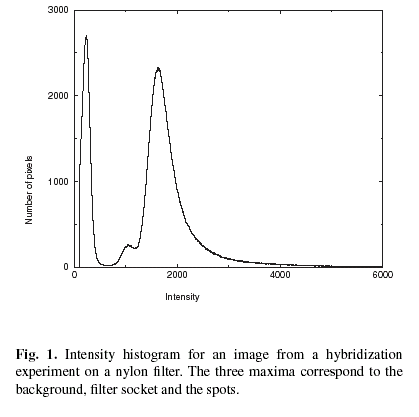 3000
2000
1000
0
Number of pixels
0 2000 4000 6000
Intensity
Fig. 1. Intensity histogram for an image from a hybridization
experiment on a nylon filter. The three maxima correspond to the
background, filter socket and the spots.